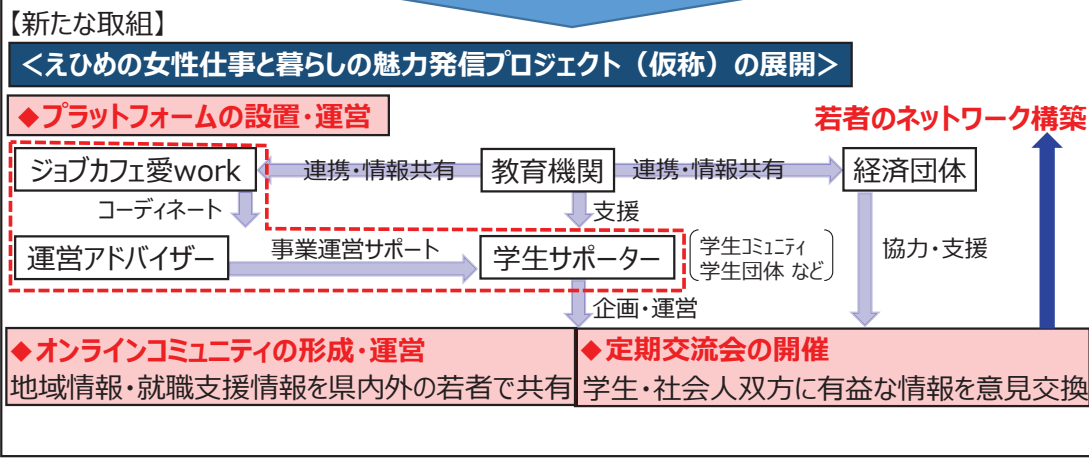 【新たな取組】
<えひめの女性仕事と暮らしの魅力発信プロジェクト（仮称）の展開>
◆プラットフォームの設置・運営
若者のネットワーク構築
ジョブカフェ愛work
連携・情報共有
教育機関
連携・情報共有
経済団体
コーディネート
支援
運営アドバイザー
事業運営サポート
学生サポーター
学生コミュニティ
学生団体 など
協力・支援
企画・運営
◆オンラインコミュニティの形成・運営
地域情報・就職支援情報を県内外の若者で共有
◆定期交流会の開催
学生・社会人双方に有益な情報を意見交換